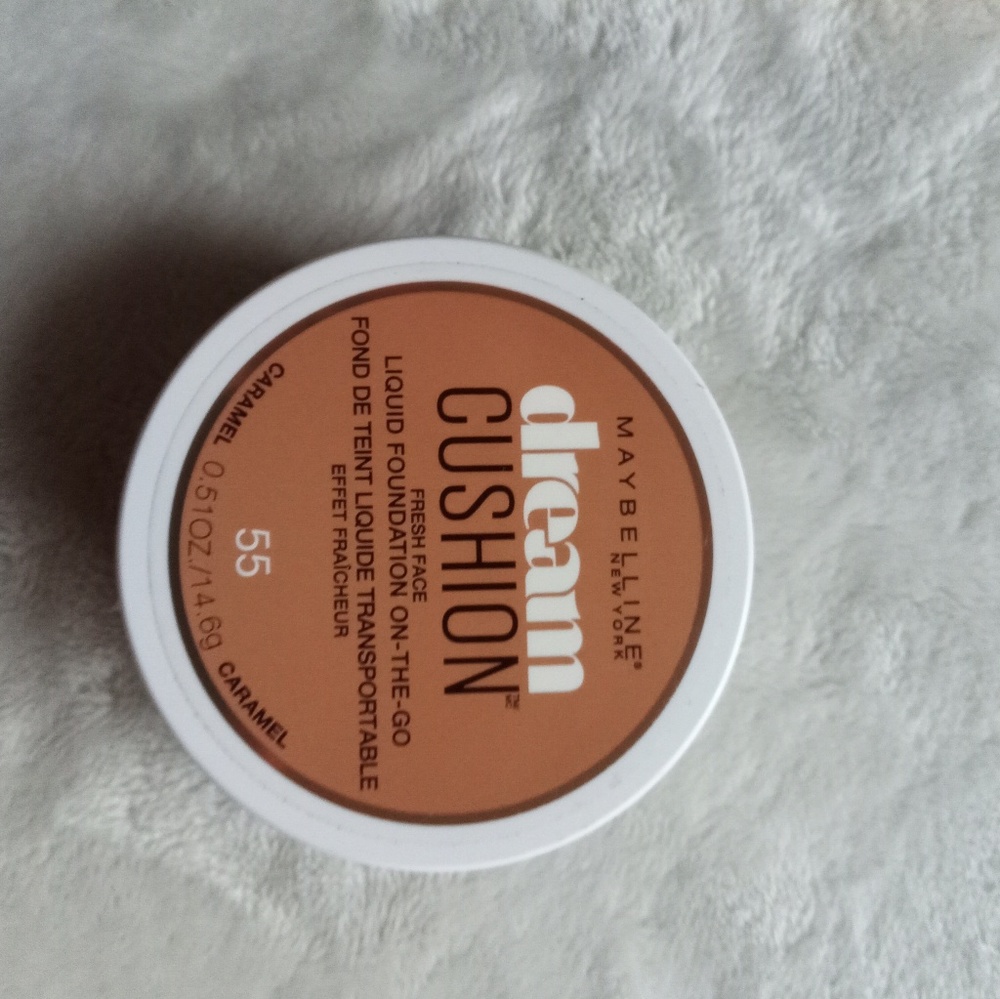 MAYBELLINE®
NEW YORK
dream
CUSHION™
FRESH FACE
LIQUID FOUNDATION ON-THE-GO
FOND DE TEINT LIQUIDE TRANSPORTABLE
EFFET FRAÎCHEUR
55
CARAMEL 0.51OZ./14.6g CARAMEL